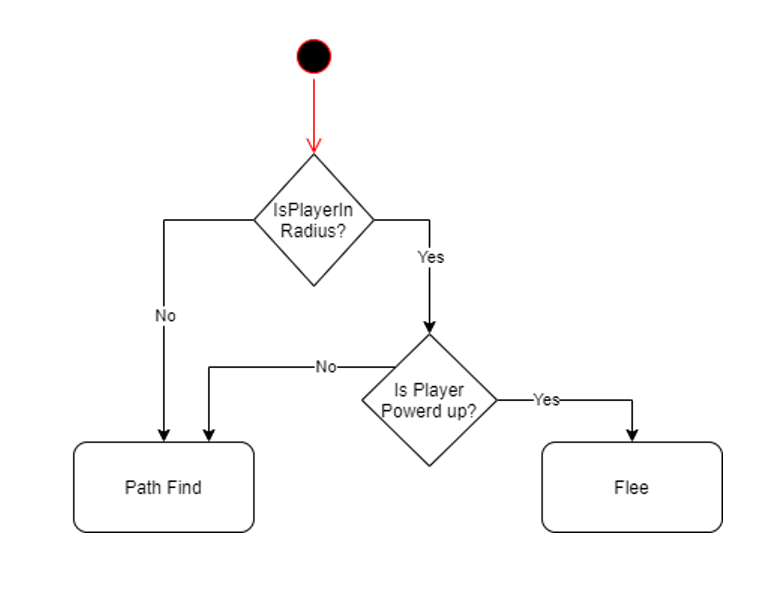 IsPlayerIn
Radius?
Yes
No
No
Is Player
Powerd up?
Yes
Path Find
Flee